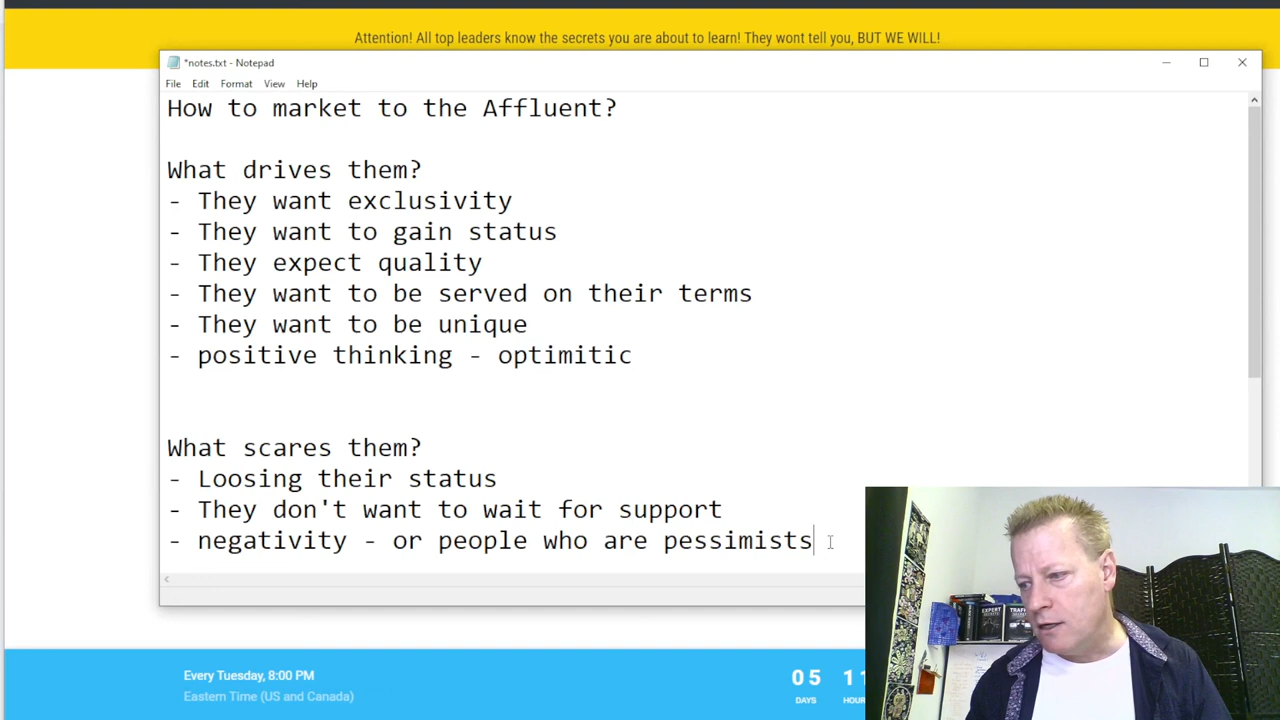 Attention! All top leaders know the secrets you are about to learn! They wont tell you, BUT WE WILL!
*notes.txt - Notepad
File Edit Format View Help
How to market to the Affluent?
What drives them?
- They want exclusivity
- They want to gain status
- They expect quality
- They want to be served on their terms
- They want to be unique
- positive thinking - optimitic
What scares them?
- Loosing their status
- They don't want to wait for support
- negativity - or people who are pessimists
EXPERT
Every Tuesday, 8:00 PM
Eastern Time (US and Canada)
05
DAYS